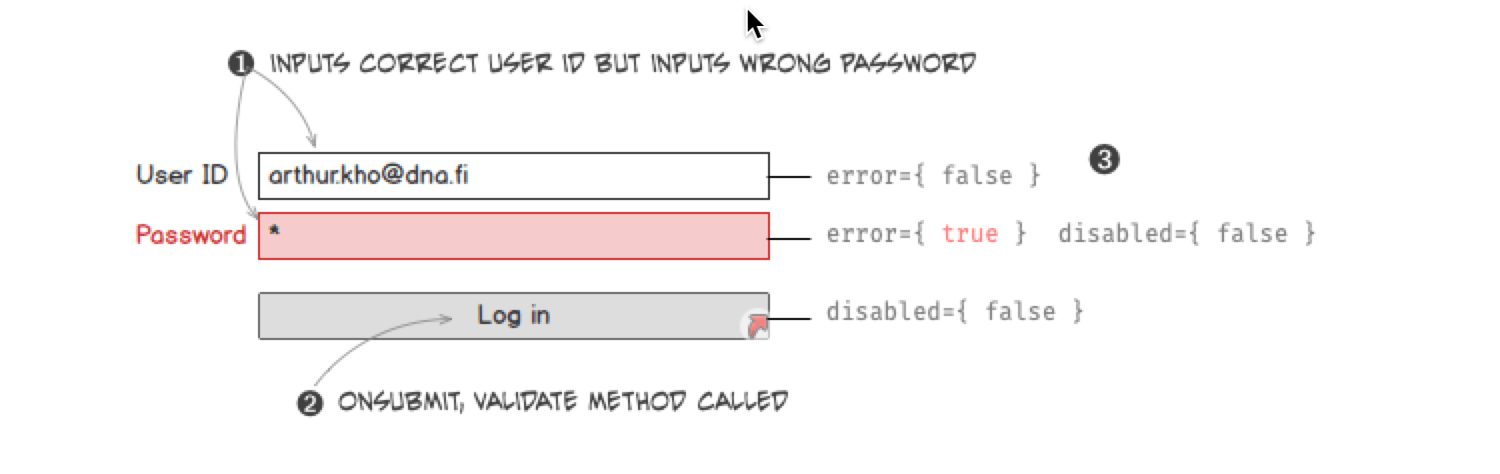 ❶ INPUTS CORRECT USER ID BUT INPUTS WRONG PASSWORD
❸
User ID arthur.kho@dna.fi error={ false }
Password * error={ true } disabled={ false }
Log in disabled={ false }
❷ ONSUBMIT, VALIDATE METHOD CALLED